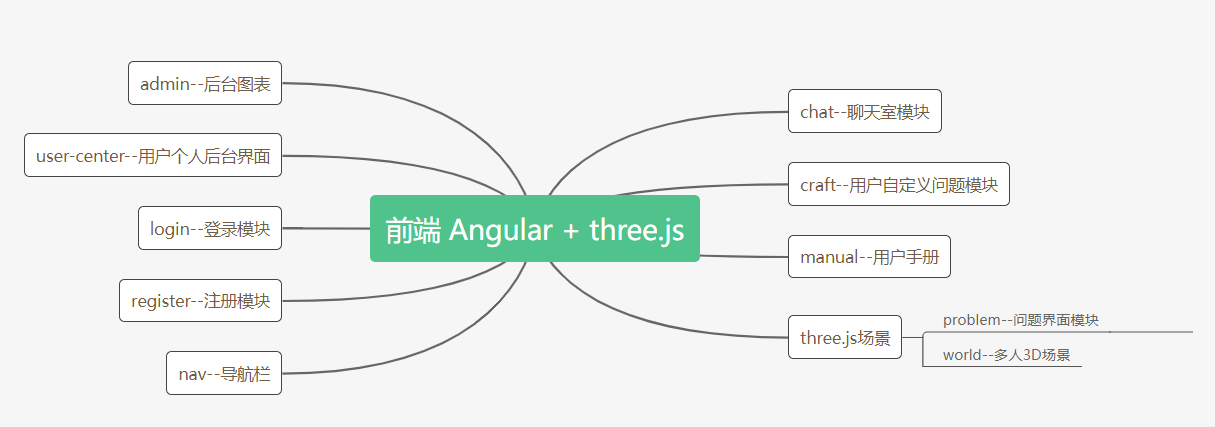 admin--后台图表
user-center--用户个人后台界面
login--登录模块
register--注册模块
nav--导航栏
前端 Angular + three.js
chat--聊天室模块
craft--用户自定义问题模块
manual--用户手册
three.js场景
problem--问题界面模块
world--多人3D场景